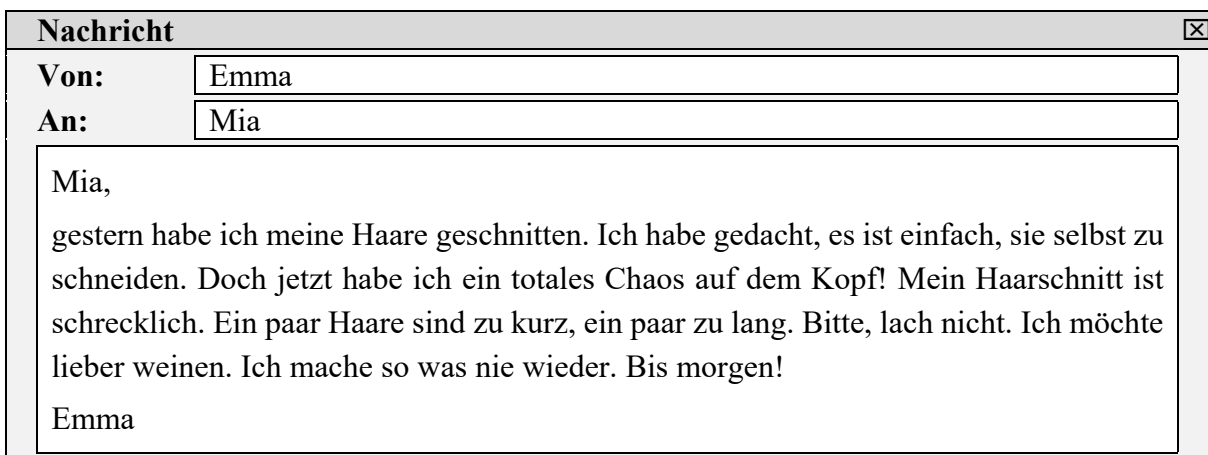 Nachricht
Von: Emma
An: Mia
Mia,
gestern habe ich meine Haare geschnitten. Ich habe gedacht, es ist einfach, sie selbst zu
schneiden. Doch jetzt habe ich ein totales Chaos auf dem Kopf! Mein Haarschnitt ist
schrecklich. Ein paar Haare sind zu kurz, ein paar zu lang. Bitte, lach nicht. Ich möchte
lieber weinen. Ich mache so was nie wieder. Bis morgen!
Emma